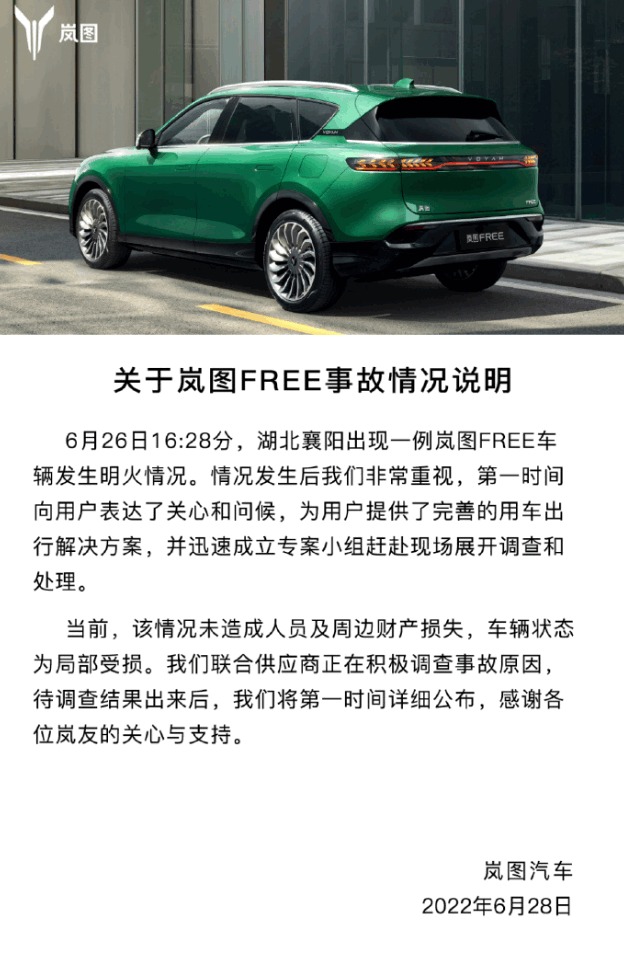 岚图
VOYAH
岚图FREE
关于岚图FREE事故情况说明
6月26日16:28分，湖北襄阳出现一例岚图FREE车
辆发生明火情况。情况发生后我们非常重视，第一时间
向用户表达了关心和问候，为用户提供了完善的用车出
行解决方案，并迅速成立专案小组赶赴现场展开调查和
处理。
当前，该情况未造成人员及周边财产损失，车辆状态
为局部受损。我们联合供应商正在积极调查事故原因，
待调查结果出来后，我们将第一时间详细公布，感谢各
位岚友的关心与支持。
岚图汽车
2022年6月28日